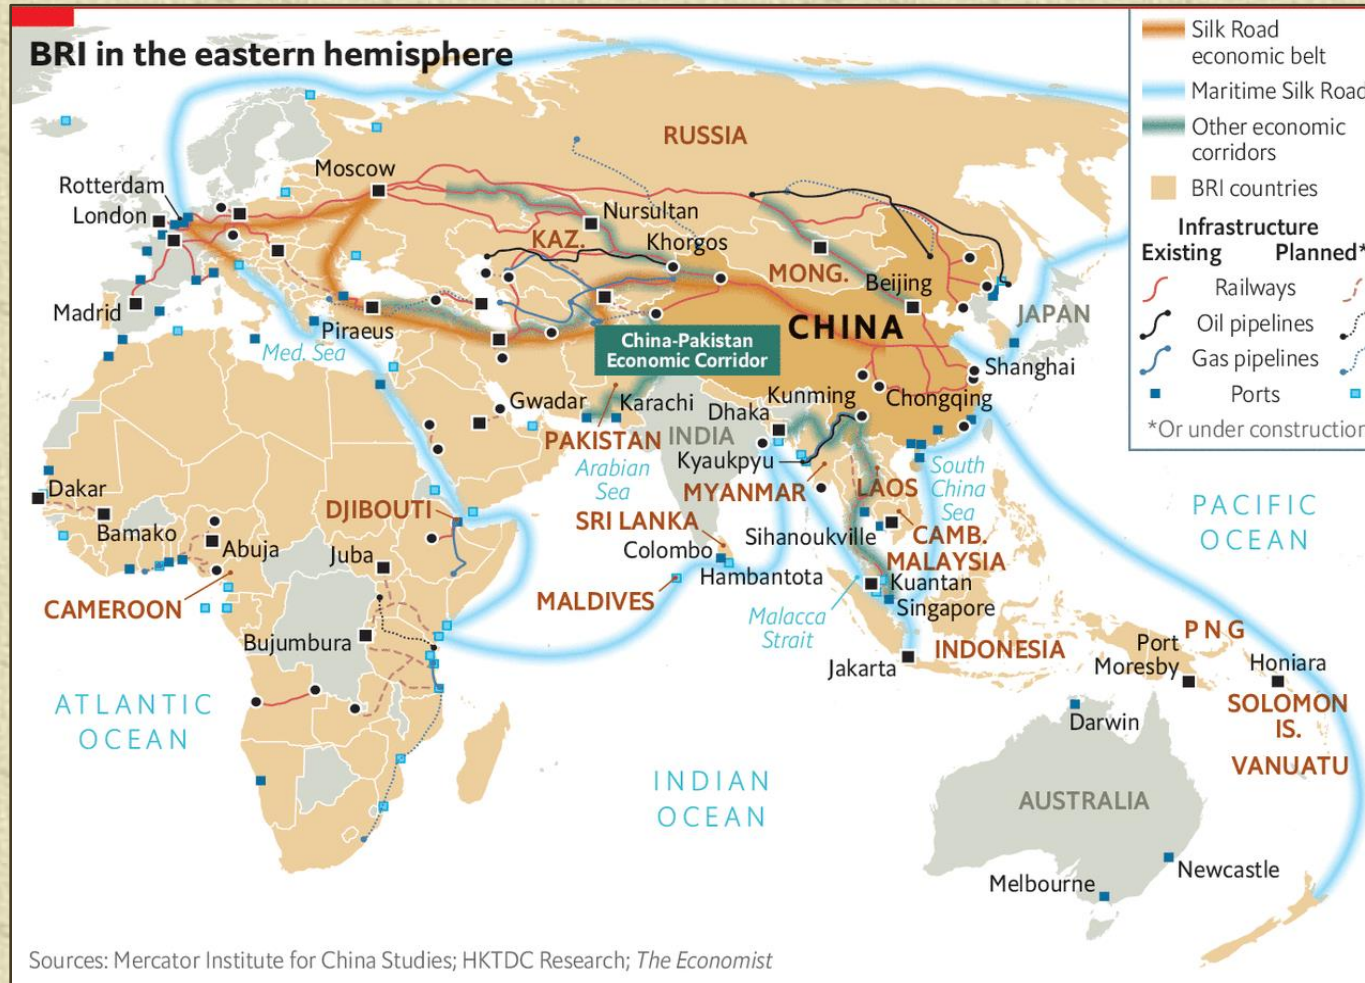 BRI in the eastern hemisphere
Silk Road
economic belt
Maritime Silk Road
Other economic
corridors
BRI countries
Infrastructure
Existing Planned*
Railways
Oil pipelines
Gas pipelines
Ports
*Or under construction
RUSSIA
Moscow
Rotterdam
London
Nursultan
KAZ.
Khorgos
MONG.
Beijing
JAPAN
Madrid
Piraeus
CHINA
Med. Sea
China-Pakistan
Economic Corridor
Shanghai
Kunming
Chongqing
Gwadar
Karachi
Dhaka
PAKISTAN
INDIA
Kyaukpyu
Arabian
Sea
MYANMAR
LAOS
South
China
Sea
PACIFIC
OCEAN
Dakar
DJIBOUTI
Bamako
Abuja
Juba
SRI LANKA
Colombo
Sihanoukville
CAMB.
MALAYSIA
Hambantota
Kuantan
Singapore
CAMEROON
MALDIVES
Malacca
Strait
Bujumbura
Jakarta
INDONESIA
Port
Moresby
PNG
Honiara
SOLOMON
IS.
ATLANTIC
OCEAN
Darwin
VANUATU
INDIAN
OCEAN
AUSTRALIA
Newcastle
Melbourne
Sources: Mercator Institute for China Studies; HKTDC Research; The Economist